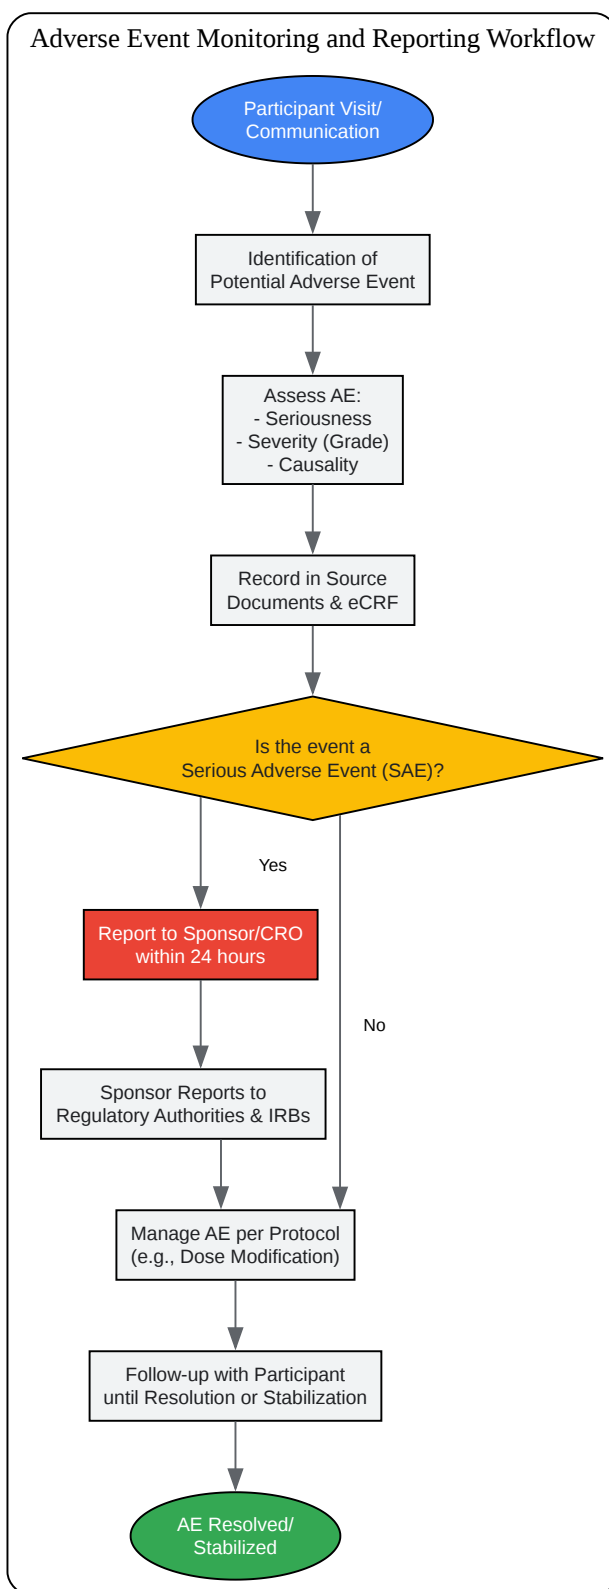 Adverse Event Monitoring and Reporting Workflow
Participant Visit/
Communication
Identification of
Potential Adverse Event
Assess AE:
- Seriousness
- Severity (Grade)
- Causality
Record in Source
Documents & eCRF
Is the event a
Serious Adverse Event (SAE)?
Yes
Report to Sponsor/CRO
within 24 hours
No
Sponsor Reports to
Regulatory Authorities & IRBs
Manage AE per Protocol
(e.g., Dose Modification)
Follow-up with Participant
until Resolution or Stabilization
AE Resolved/
Stabilized